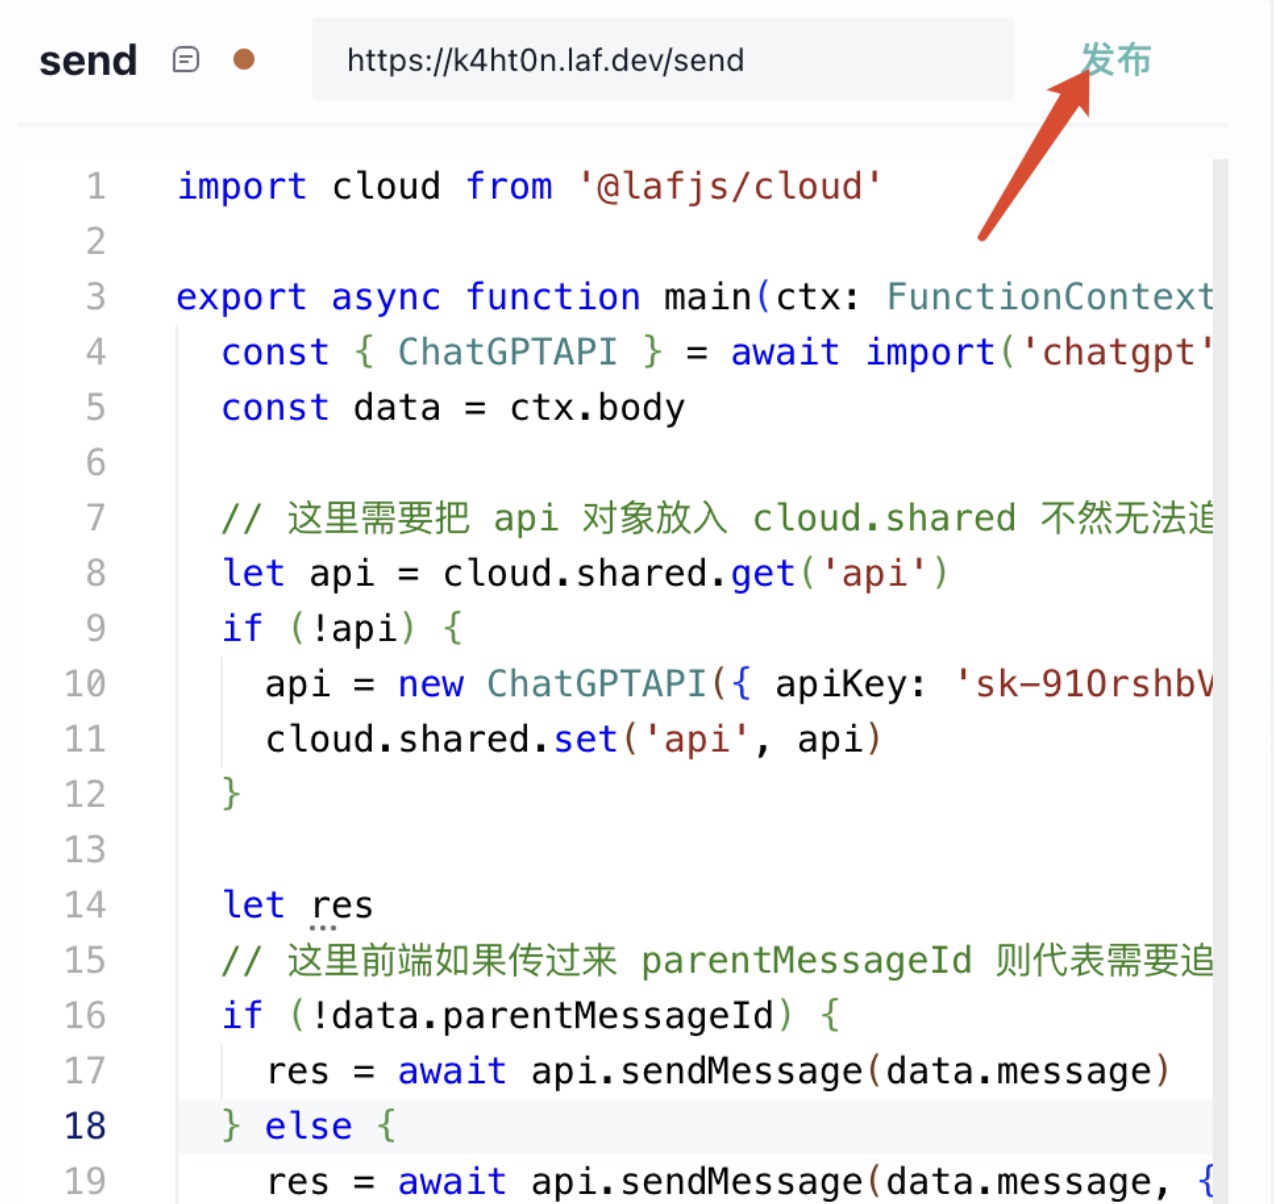 send https://k4ht0n.laf.dev/send 发布
1 import cloud from '@lafjs/cloud'
2
3 export async function main(ctx: FunctionContext
4 const { ChatGPTAPI } = await import('chatgpt'
5 const data = ctx.body
6
7 // 这里需要把 api 对象放入 cloud.shared 不然无法追
8 let api = cloud.shared.get('api')
9 if (!api) {
10 api = new ChatGPTAPI({ apiKey: 'sk-91OrshbV
11 cloud.shared.set('api', api)
12 }
13
14 let res
15 // 这里前端如果传过来 parentMessageId 则代表需要追
16 if (!data.parentMessageId) {
17 res = await api.sendMessage(data.message)
18 } else {
19 res = await api.sendMessage(data.message, {